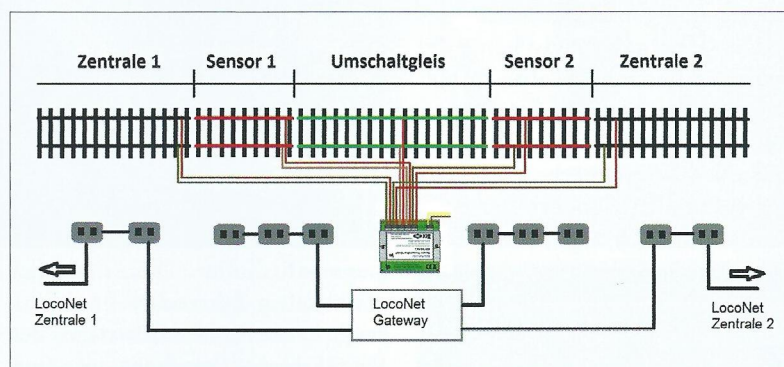 Zentrale 1
Sensor 1
Umschaltgleis
Sensor 2
Zentrale 2
LocoNet
Zentrale 1
LocoNet
Gateway
LocoNet
Zentrale 2